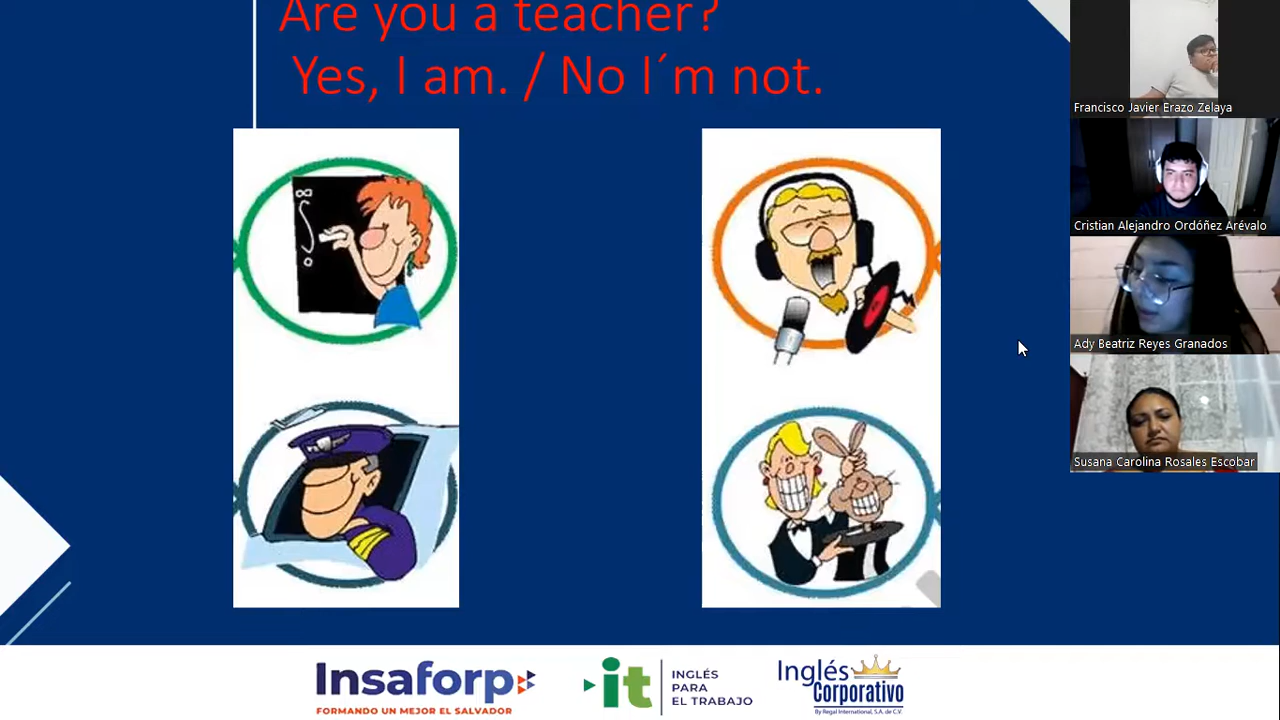 Are you a teacher?
Yes, I am. / No I´m not.
Francisco Javier Erazo Zelaya
Cristian Alejandro Ordóñez Arévalo
Ady Beatriz Reyes Granados
Susana Carolina Rosales Escobar
Insaforp
FORMANDO UN MEJOR EL SALVADOR
it
INGLÉS
PARA
EL TRABAJO
Inglés
Corporativo
By Regal International, S.A. de C.V.